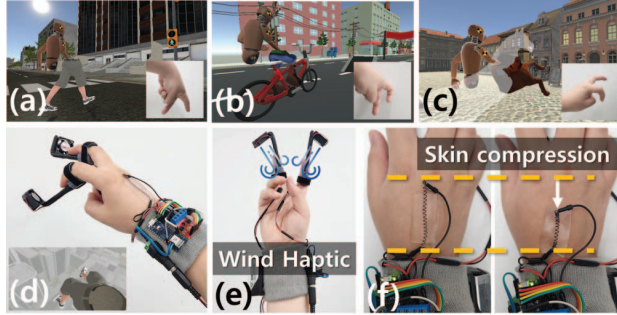 (a)
(b)
(c)
Skin compression
Wind Haptic
(d)
(e)
(f)